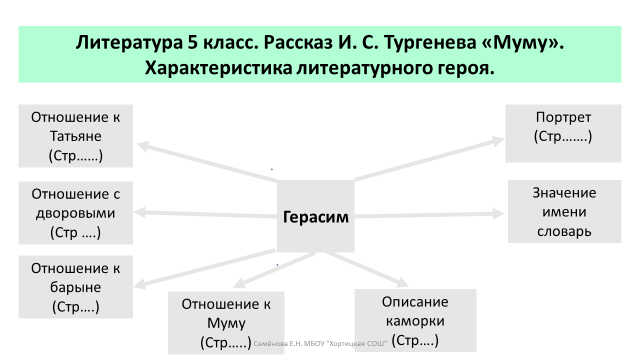 Литература 5 класс. Рассказ И. С. Тургенева «Муму».
Характеристика литературного героя.
Отношение к
Татьяне
(Стр……)
Портрет
(Стр…….)
Отношение с
дворовыми
(Стр ….)
Герасим
Значение
имени
словарь
Отношение к
барыне
(Стр….)
Отношение к
Муму
(Стр…..)
Описание
каморки
(Стр….)
Семёнова Е.Н. МБОУ "Хортицкая СОШ"